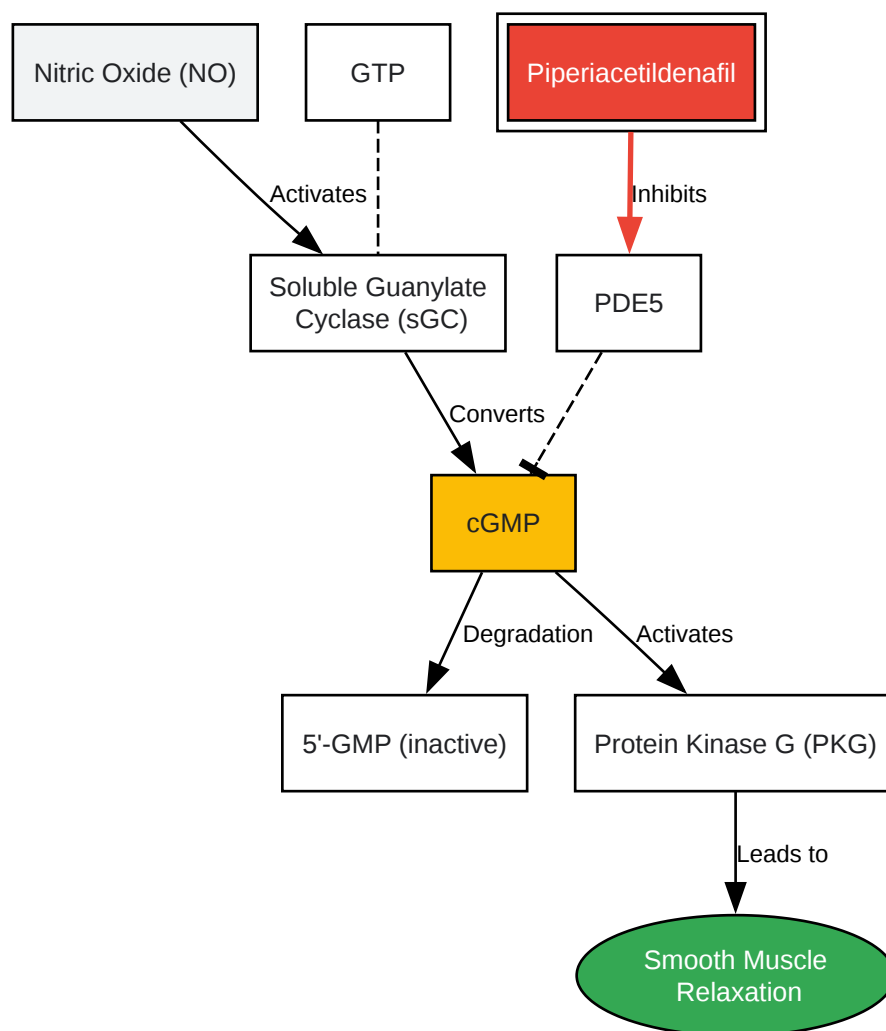 Nitric Oxide (NO)
GTP
Piperiacetildenafil
Activates
Inhibits
Soluble Guanylate
Cyclase (sGC)
PDE5
Converts
cGMP
Degradation
Activates
5'-GMP (inactive)
Protein Kinase G (PKG)
Leads to
Smooth Muscle
Relaxation